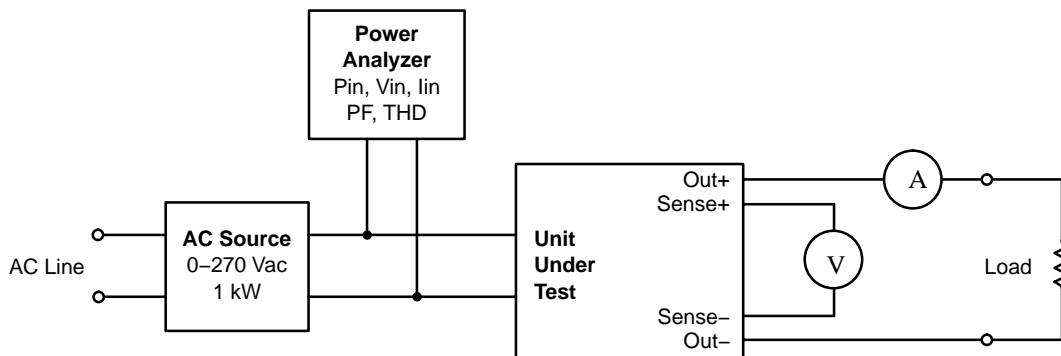 Power
Analyzer
Pin, Vin, Iin
PF, THD
AC Line
AC Source
0−270 Vac
1 kW
Unit
Under
Test
Out+
Sense+
Sense−
Out−
A
V
Load